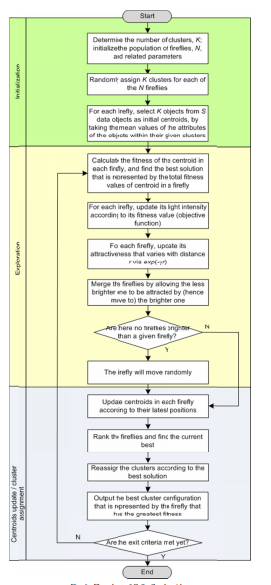 Start
Initialization
Determine the number of clusters, K;
initialize the population of fireflies, N,
and related parameters
Random assign K clusters for each of
the N fireflies
For each irefly, select K objects from S
data objects as initial centroids, by
taking the mean values of he attributes
of the objects within their given clusters
Exploration
Calculate the fitness of the centroid in
each firefly, and find the best solution
that is represented by the total fitness
values of centroid in a firefly
For each irefly, update its light intensity
according to its fitness value (objective
function)
Fo each firefly, update its
attractiveness that varies with distance
r via exp(-γr)
Merge the fireflies by allowing the less
brighter one to be attracted by (hence
move to) the brighter one
Are here no fireflies brighter
than a given firefly?
N
Y
The irefly will move randomly
Centroids update / cluster
assignment
Update centroids in each firefly
according to their latest positions
Rank the fireflies and find the current
best
Reassign the clusters according to the
best solution
Output he best cluster configuration
that is represented by the firefly that
has the greatest fitness
Are the exit criteria met yet?
N
Y
End